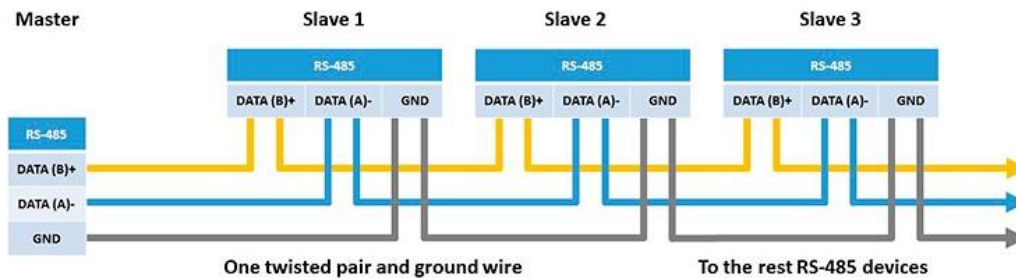 Master
Slave 1
Slave 2
Slave 3
RS-485
RS-485
RS-485
DATA (B)+ DATA (A)- GND
DATA (B)+ DATA (A)- GND
DATA (B)+ DATA (A)- GND
RS-485
DATA (B)+
DATA (A)-
GND
One twisted pair and ground wire
To the rest RS-485 devices